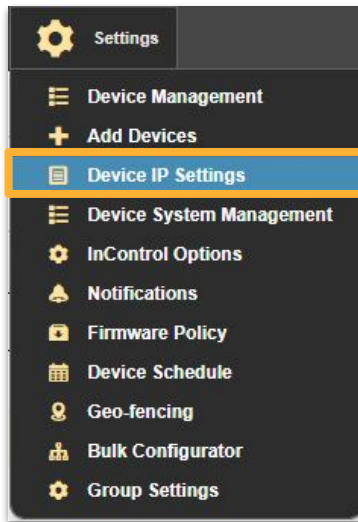 Settings
Device Management
Add Devices
Device IP Settings
Device System Management
InControl Options
Notifications
Firmware Policy
Device Schedule
Geo-fencing
Bulk Configurator
Group Settings